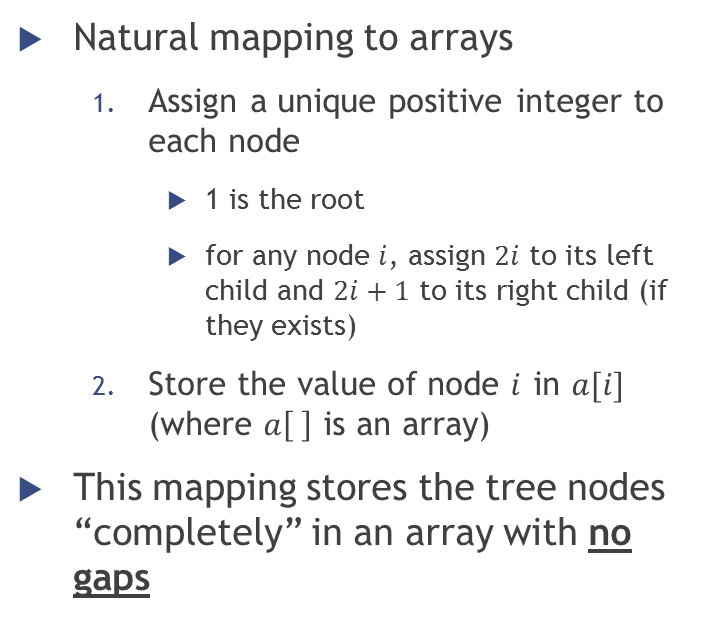 ▶ Natural mapping to arrays
1. Assign a unique positive integer to
each node
▶ 1 is the root
▶ for any node i, assign 2i to its left
child and 2i + 1 to its right child (if
they exists)
2. Store the value of node i in a[i]
(where a[ ] is an array)
▶ This mapping stores the tree nodes
“completely” in an array with no
gaps